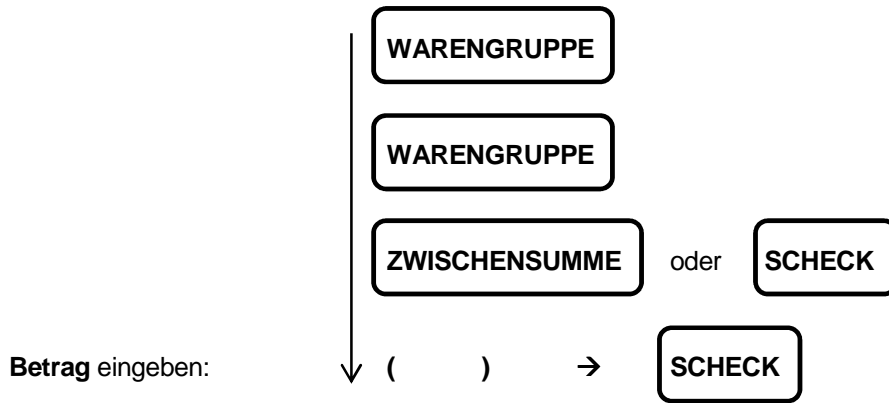 WARENGRUPPE
WARENGRUPPE
ZWISCHENSUMME oder SCHECK
Betrag eingeben: ( ) → SCHECK